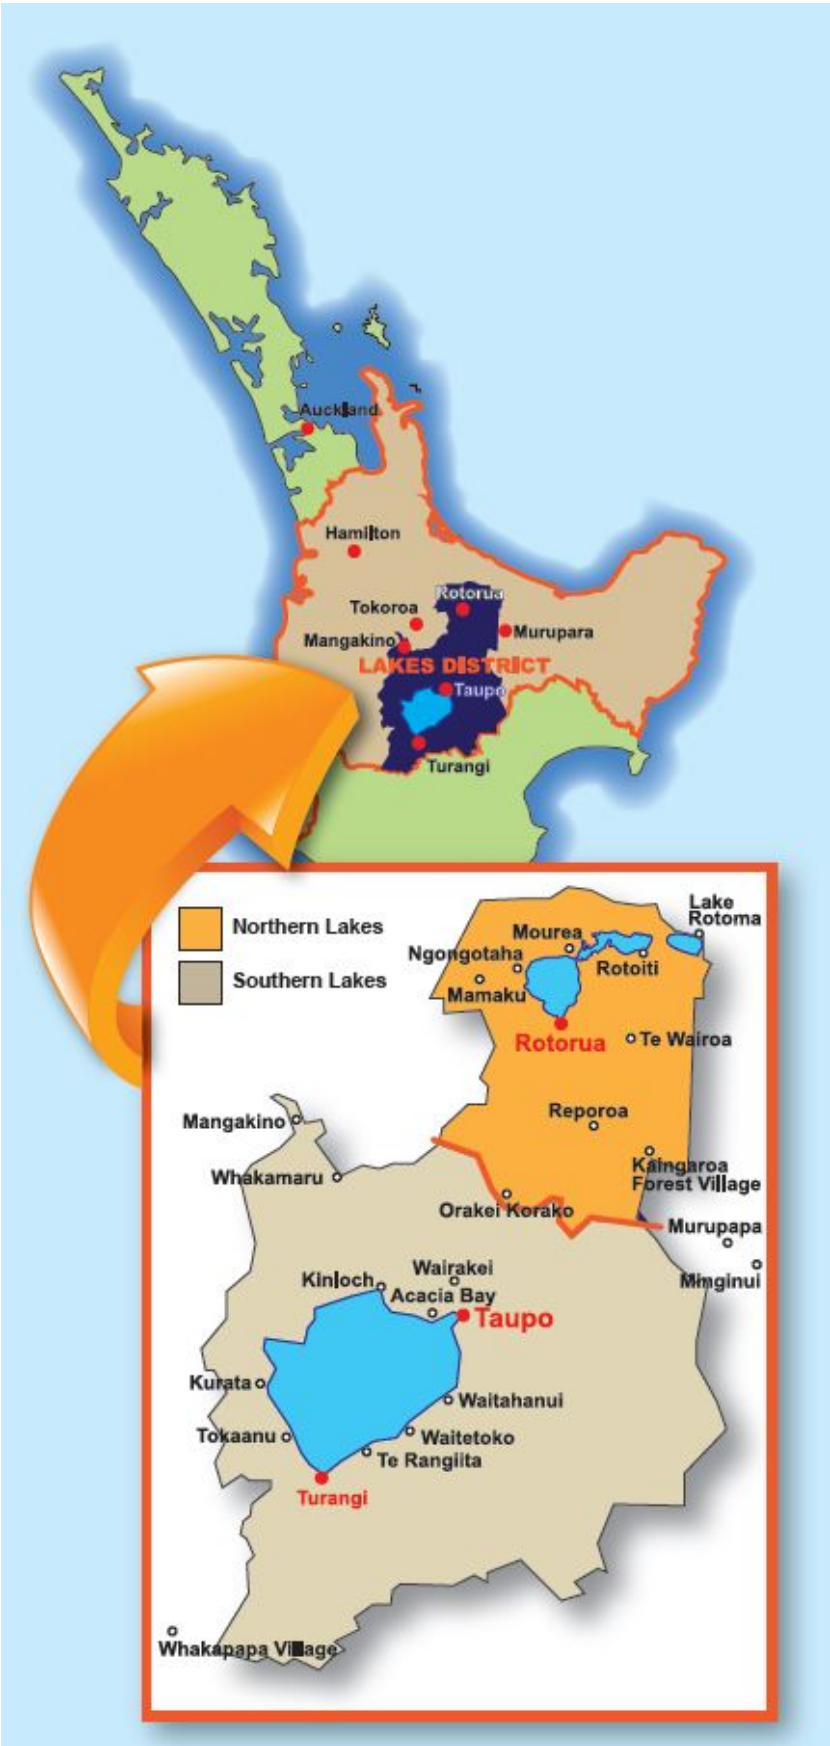 Auckland
Hamilton
Rotorua
Tokoroa
Murupara
Mangakino
LAKES DISTRICT
Taupo
Turangi
Northern Lakes
Southern Lakes
Lake
Rotoma
Mourea
Ngongotaha
Rotoiti
Mamaku
Rotorua
Te Wairoa
Reporoa
Mangakino
Kaingaroa
Forest Village
Whakamaru
Orakei Korako
Murupapa
Wairakei
Kinloch
Minginui
Acacia Bay
Taupo
Kurata
Waitahanui
Tokaanu
Waitetoko
Te Rangiita
Turangi
Whakapapa Village